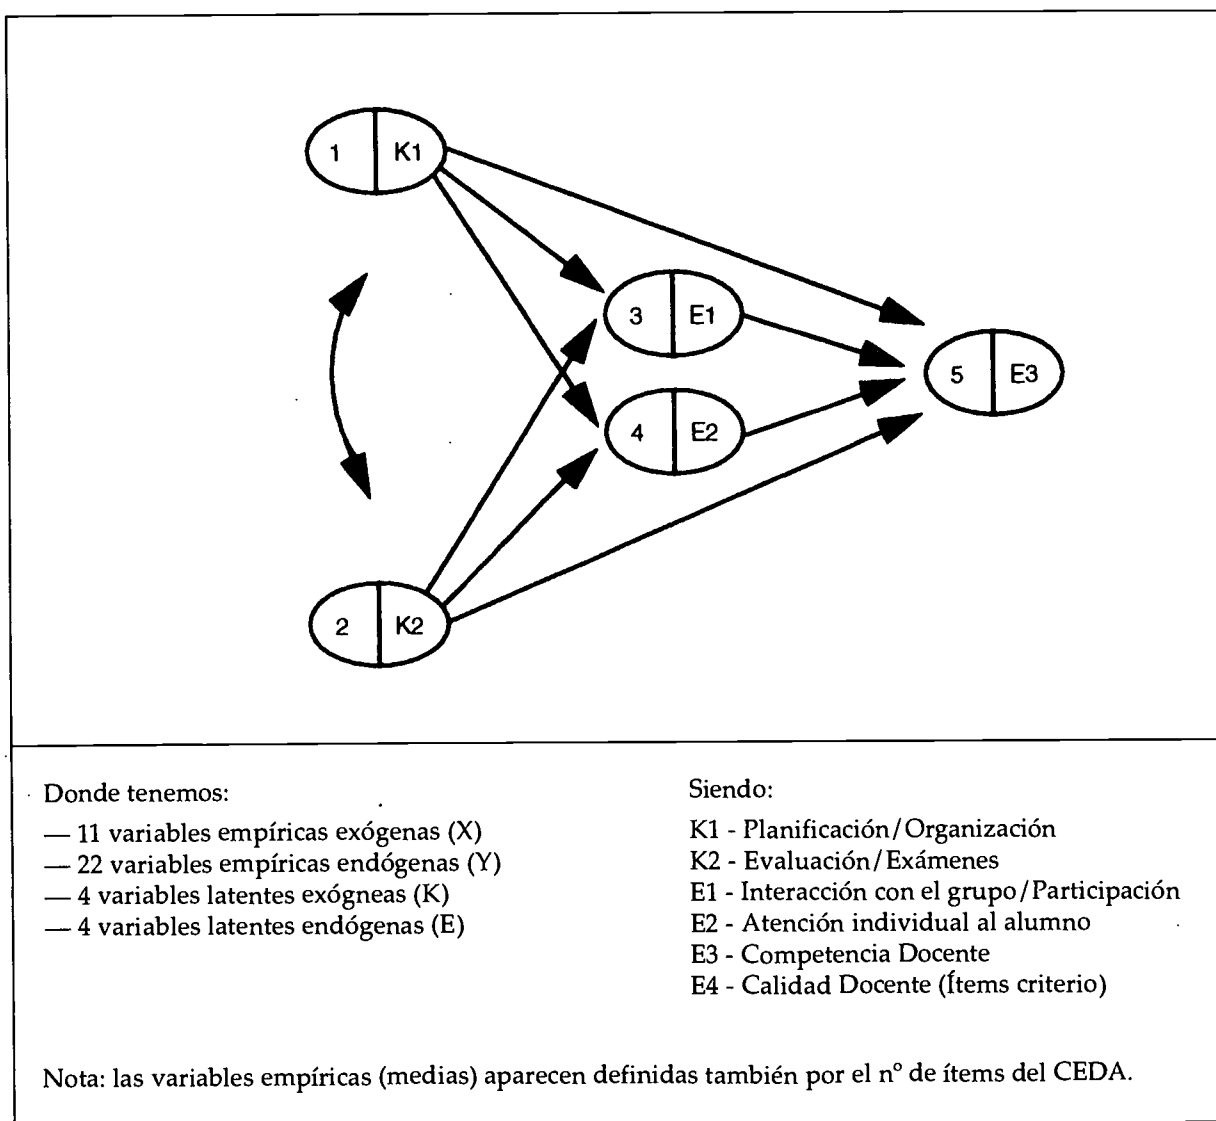 1 K1
3 E1
5 E3
4 E2
2 K2
Donde tenemos:
— 11 variables empíricas exógenas (X)
— 22 variables empíricas endógenas (Y)
— 4 variables latentes exógneas (K)
— 4 variables latentes endógenas (E)
Siendo:
K1 - Planificación/Organización
K2 - Evaluación/Exámenes
E1 - Interacción con el grupo/Participación
E2 - Atención individual al alumno
E3 - Competencia Docente
E4 - Calidad Docente (Ítems criterio)
Nota: las variables empíricas (medias) aparecen definidas también por el nº de ítems del CEDA.